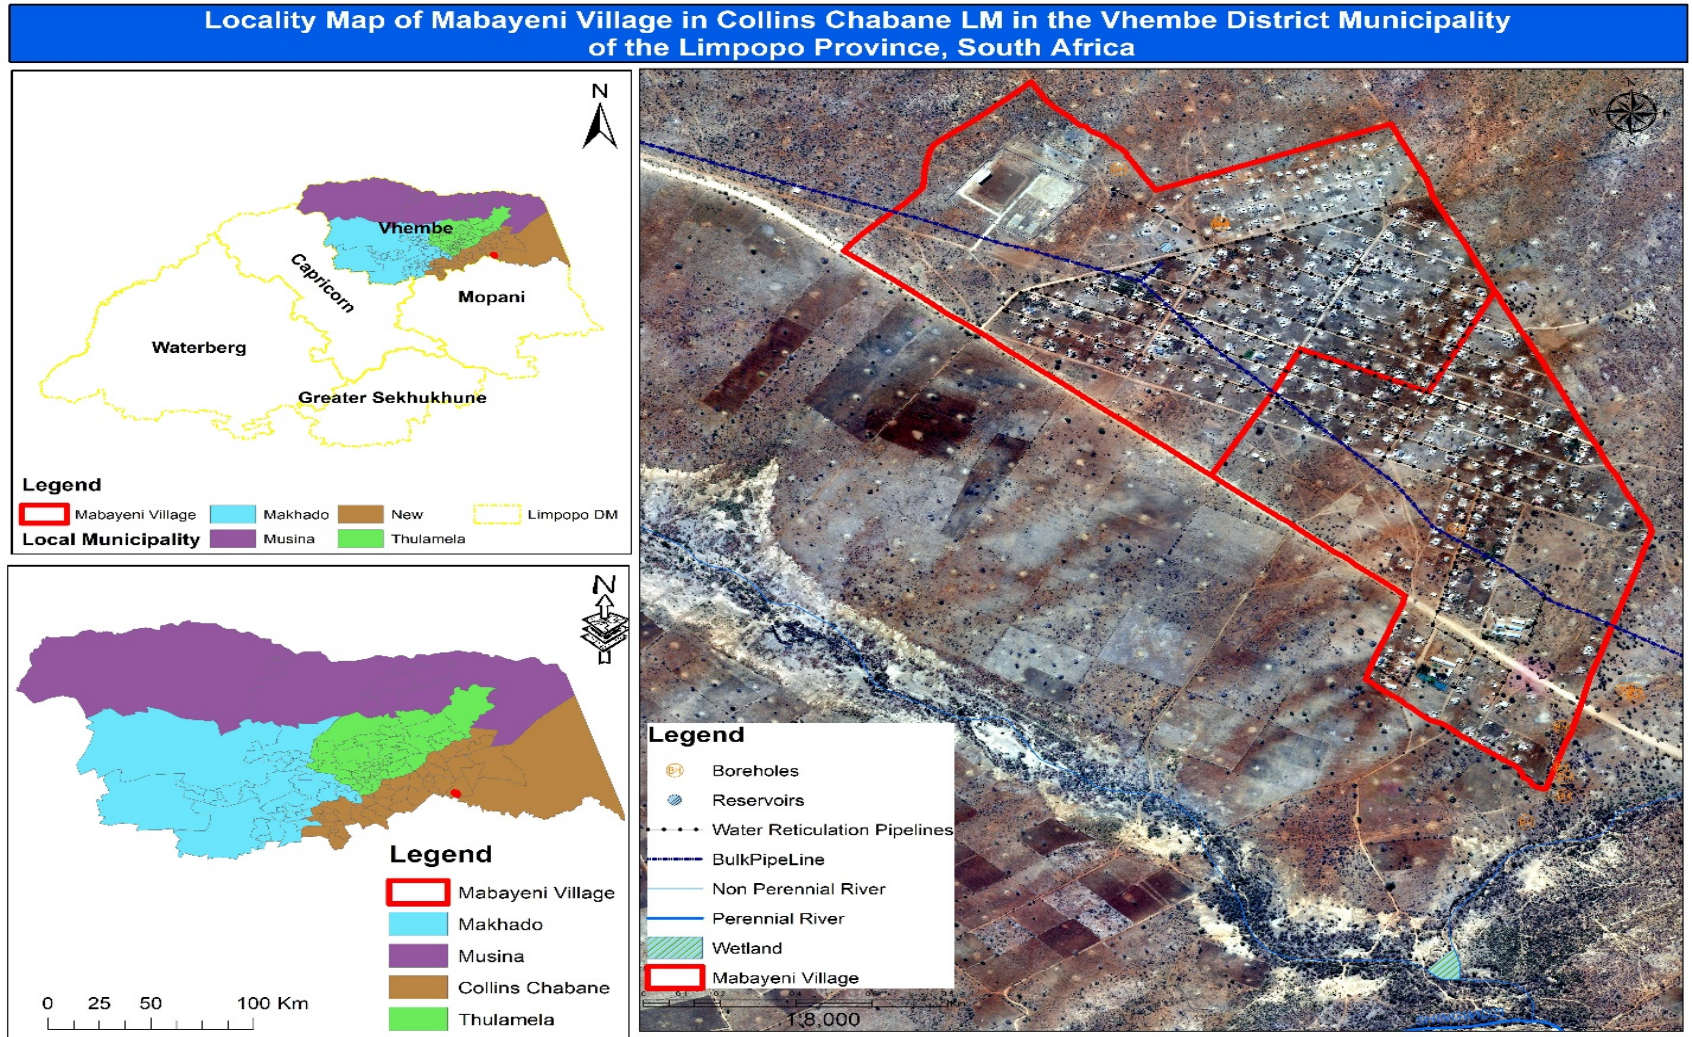 Locality Map of Mabayeni Village in Collins Chabane LM in the Vhembe District Municipality
of the Limpopo Province, South Africa
N
Vhembe
Capricorn
Mopani
Waterberg
Greater Sekhukhune
Legend
Mabayeni Village
Makhado
New
Limpopo DM
Local Municipality
Musina
Thulamela
N
Legend
Mabayeni Village
Makhado
Musina
Collins Chabane
Thulamela
0 25 50 100 Km
N
W
E
S
Legend
BH Boreholes
Reservoirs
Water Reticulation Pipelines
BulkPipeLine
Non Perennial River
Perennial River
Wetland
Mabayeni Village
1:8,000